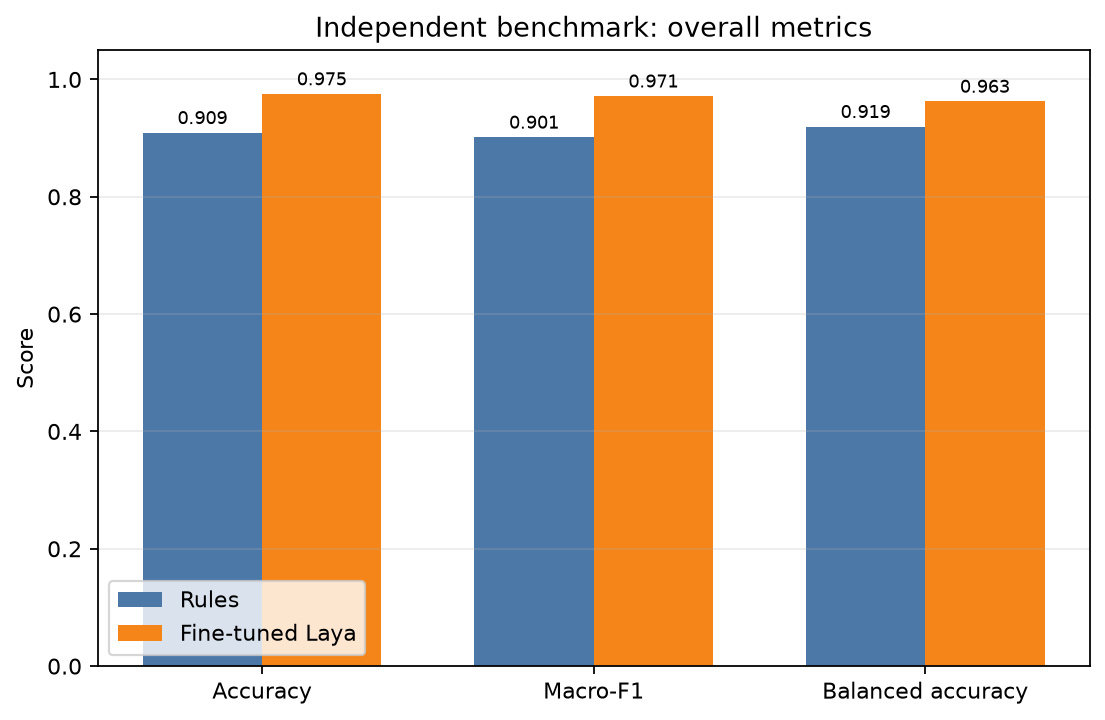 Independent benchmark: overall metrics
1.0
0.8
0.6
0.4
0.2
0.0
Score
0.909
0.975
0.901
0.971
0.919
0.963
Rules
Fine-tuned Laya
Accuracy
Macro-F1
Balanced accuracy